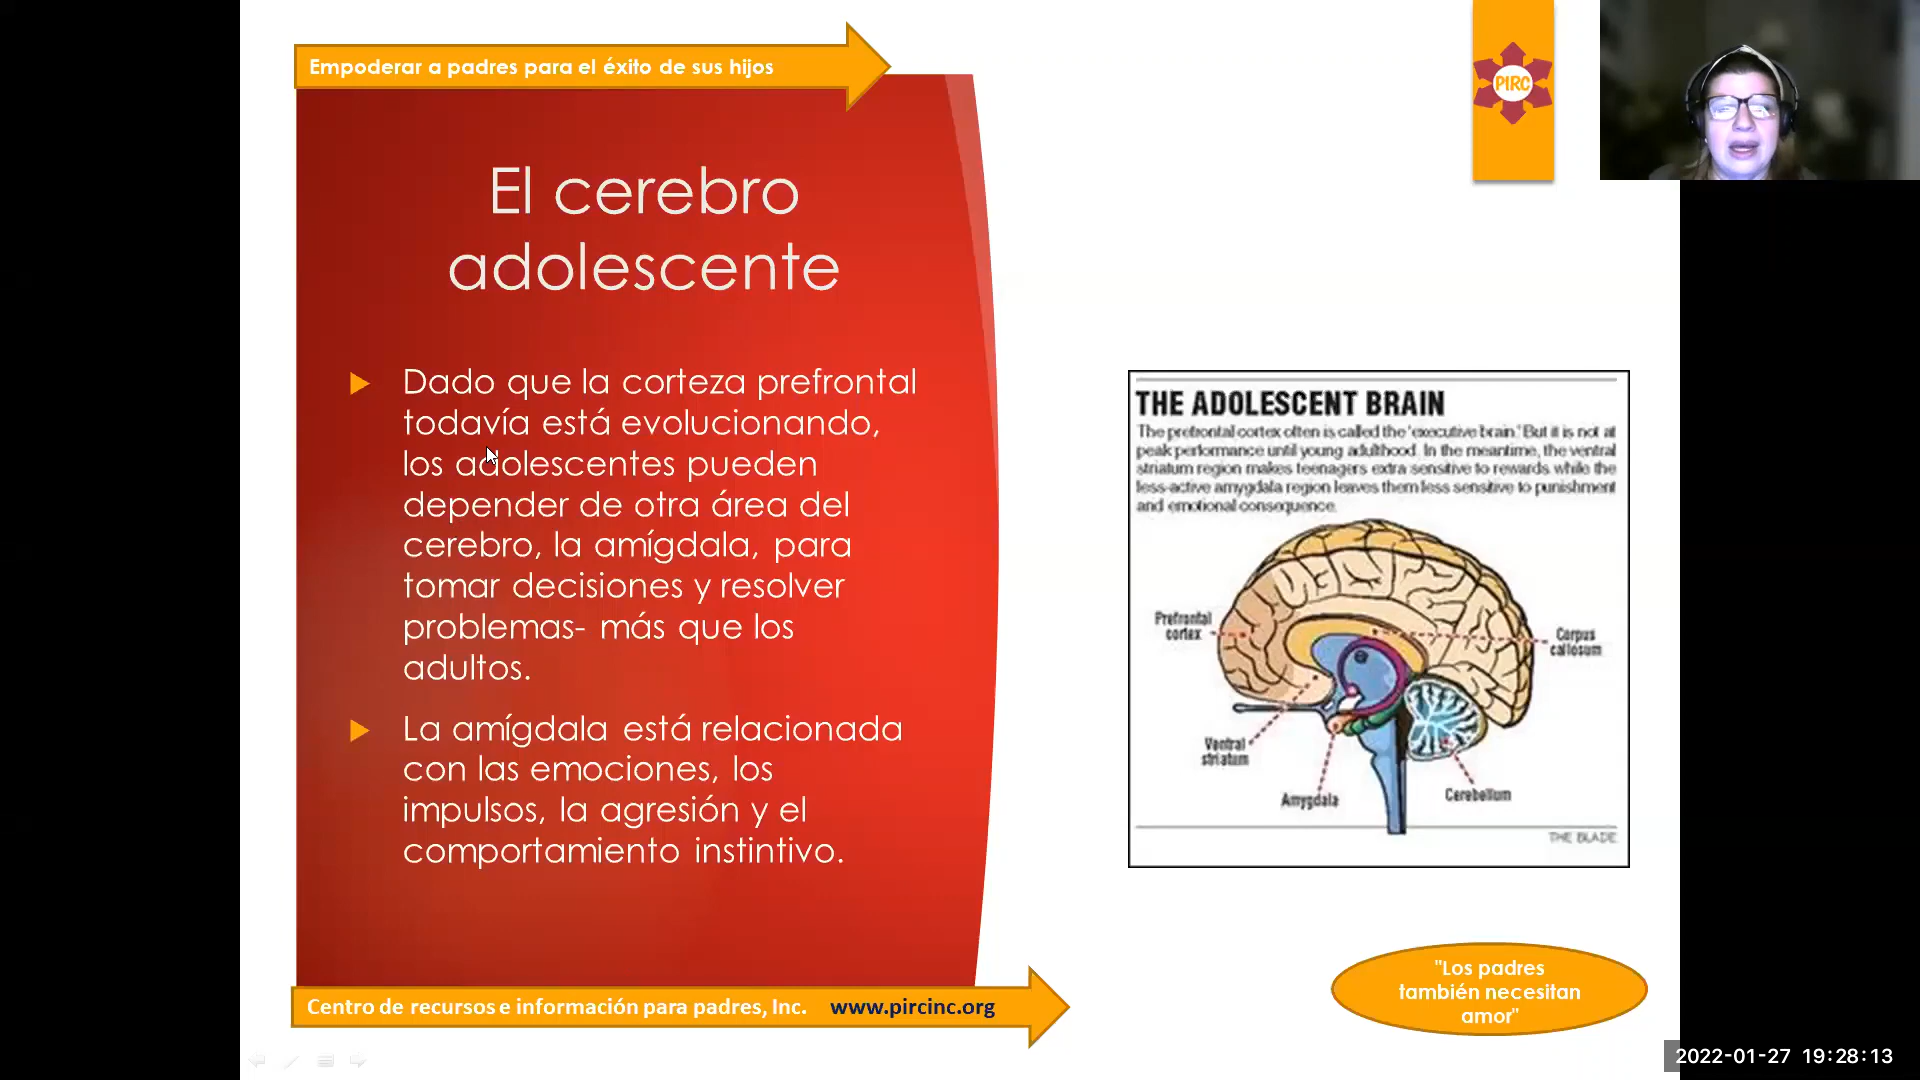 Empoderar a padres para el éxito de sus hijos
PIRC
El cerebro
adolescente
Dado que la corteza prefrontal
todavía está evolucionando,
los adolescentes pueden
depender de otra área del
cerebro, la amígdala, para
tomar decisiones y resolver
problemas- más que los
adultos.
La amígdala está relacionada
con las emociones, los
impulsos, la agresión y el
comportamiento instintivo.
THE ADOLESCENT BRAIN
The prefrontal cortex often is called the 'executive brain.' But it is not at
peak performance until young adulthood. In the meantime, the ventral
striatum region makes teenagers extra sensitive to rewards while the
less-active amygdala region leaves them less sensitive to punishment
and emotional consequence.
Prefrontal
cortex
Corpus
callosum
Ventral
striatum
Amygdala
Cerebellum
THE BLADE
Centro de recursos e información para padres, Inc. www.pircinc.org
"Los padres
también necesitan
amor"
2022-01-27 19:28:13